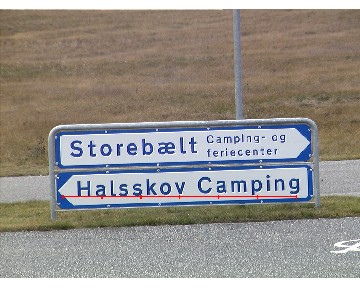 Storebælt Camping- og
feriecenter
Halsskov Camping